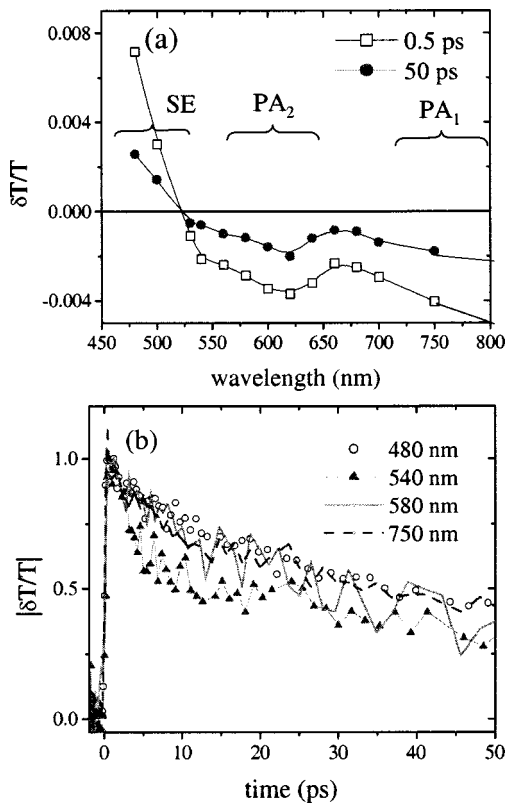 0.008
(a)
0.5 ps
50 ps
SE
PA₂
PA₁
0.004
0.000
-0.004
δT/T
450 500 550 600 650 700 750 800
wavelength (nm)
(b)
480 nm
540 nm
580 nm
750 nm
1.0
0.5
0.0
|δT/T|
0 10 20 30 40 50
time (ps)